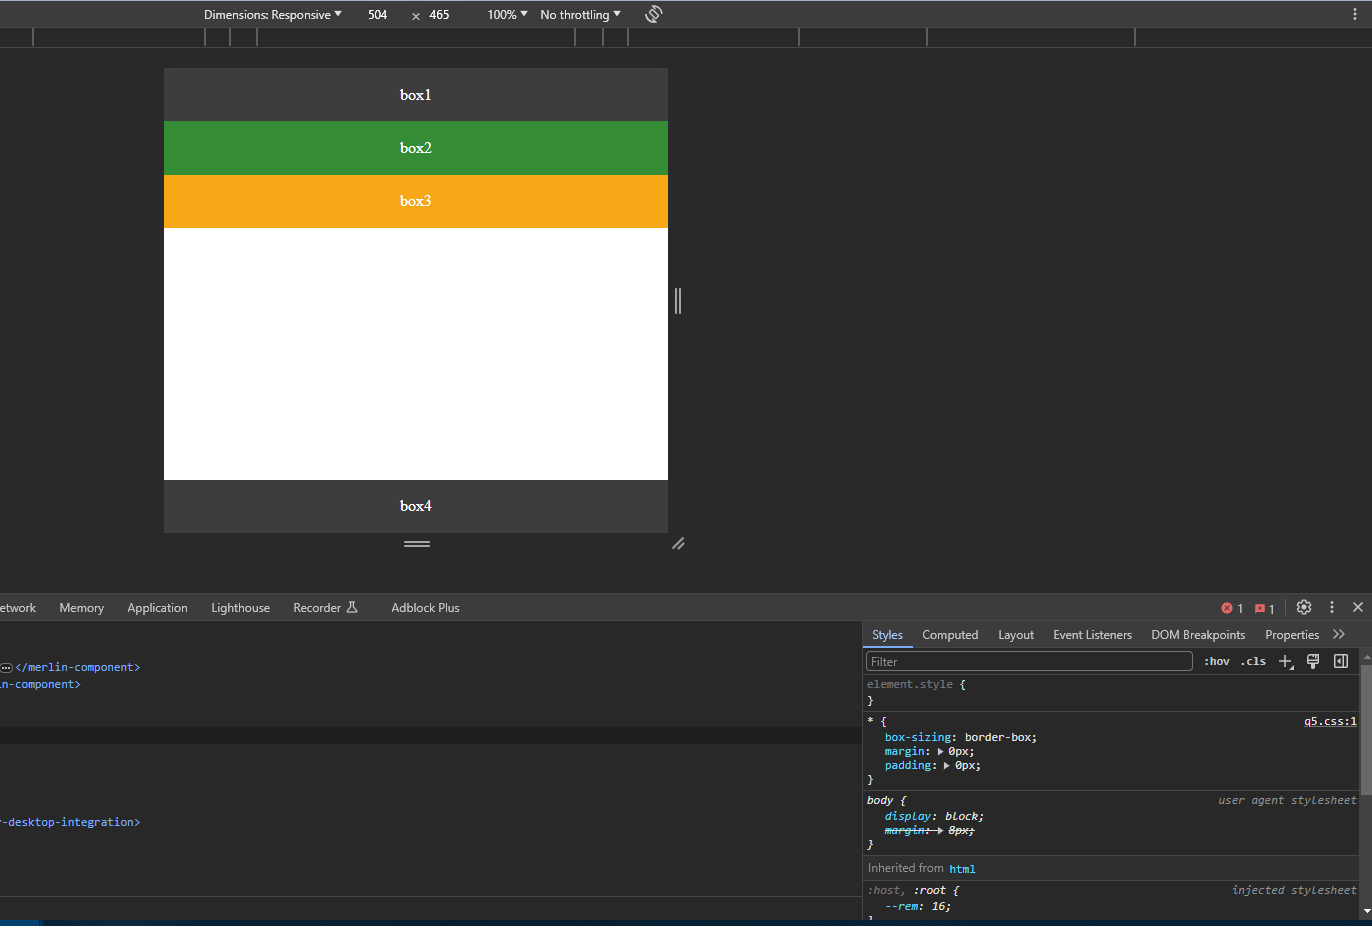 Dimensions: Responsive 504 × 465 100% No throttling
box1
box2
box3
box4
etwork Memory Application Lighthouse Recorder Adblock Plus 1 1
</merlin-component>
in-component>
-desktop-integration>
Styles Computed Layout Event Listeners DOM Breakpoints Properties
Filter :hov .cls
element.style {
}
* { q5.css:1
box-sizing: border-box;
margin: 0px;
padding: 0px;
}
body { user agent stylesheet
display: block;
margin: 8px;
}
Inherited from html
:host, :root { injected stylesheet
--rem: 16;